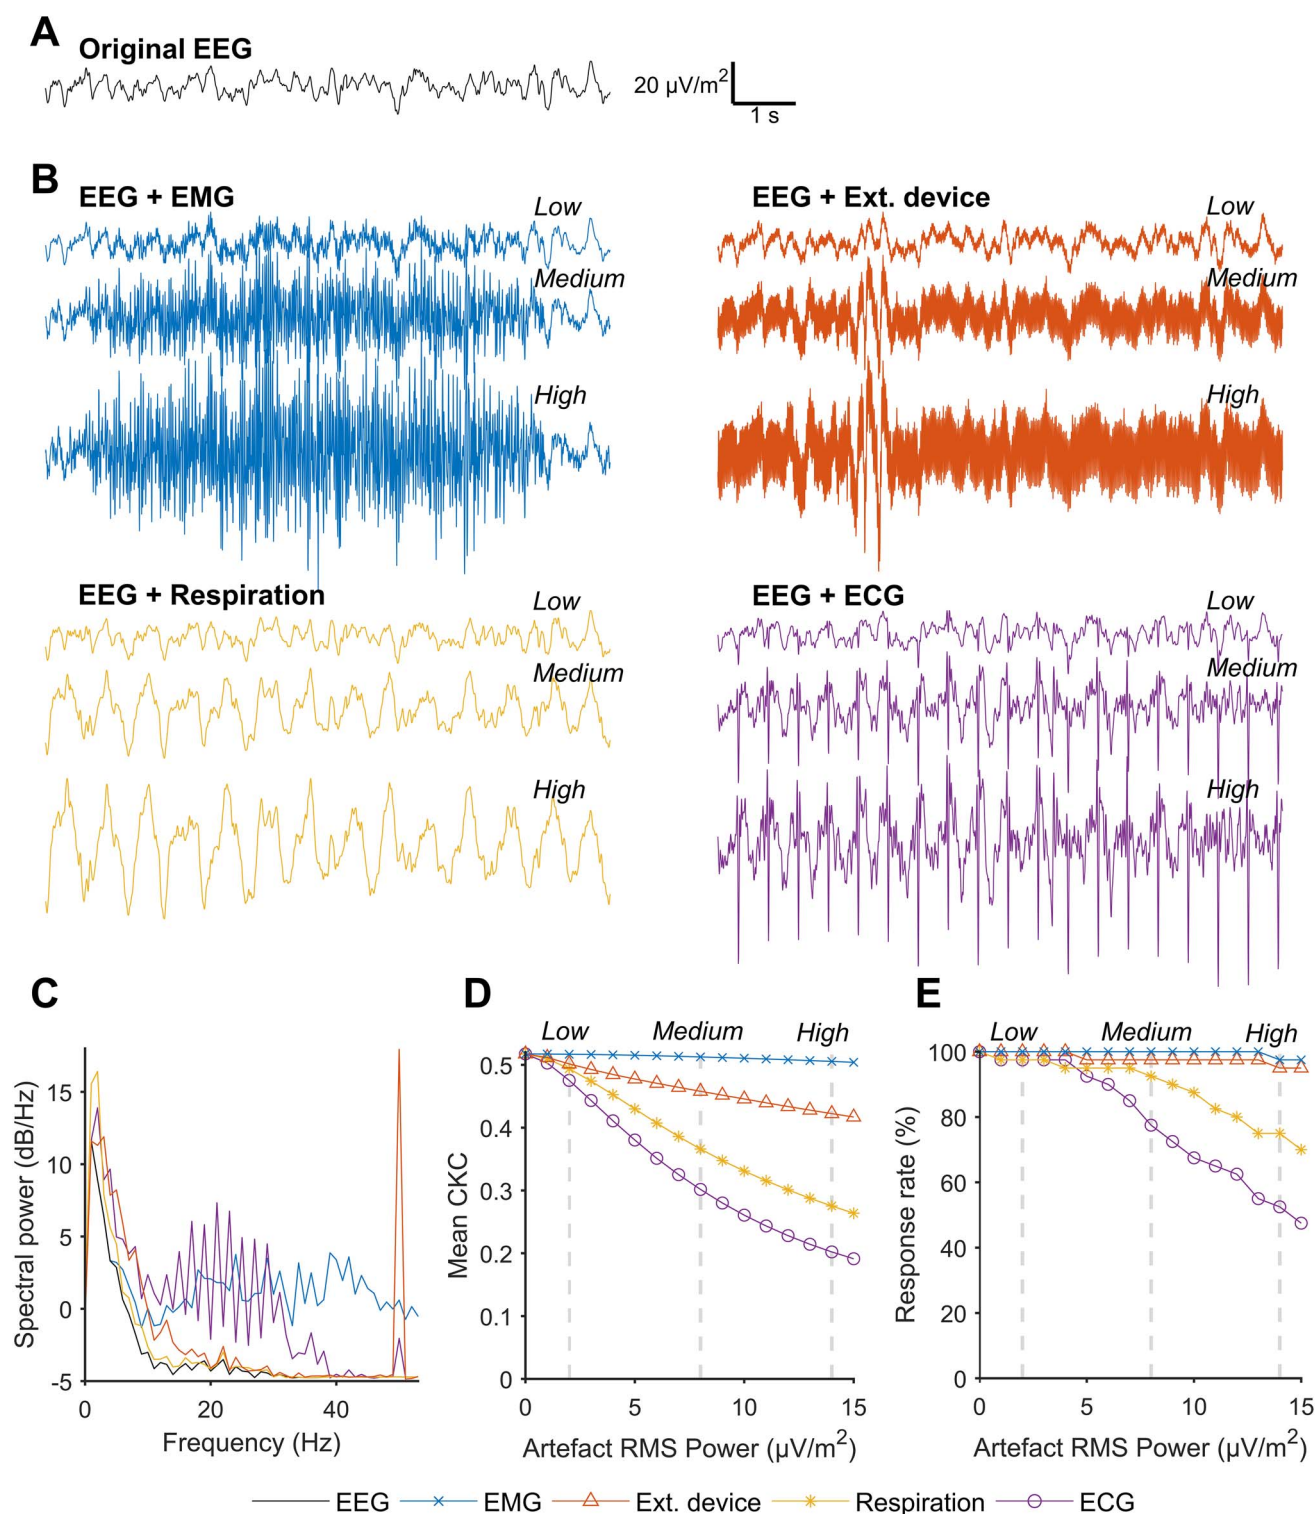 A
Original EEG
20 µV/m²
1 s
B
EEG + EMG
Low
Medium
High
EEG + Ext. device
Low
Medium
High
EEG + Respiration
Low
Medium
High
EEG + ECG
Low
Medium
High
C
Spectral power (dB/Hz)
15
10
5
0
-5
0 20 40
Frequency (Hz)
D
Low Medium High
Mean CKC
0.5
0.4
0.3
0.2
0.1
0
0 5 10 15
Artefact RMS Power (µV/m²)
E
Low Medium High
Response rate (%)
100
80
60
40
20
0
0 5 10 15
Artefact RMS Power (µV/m²)
EEG EMG Ext. device Respiration ECG